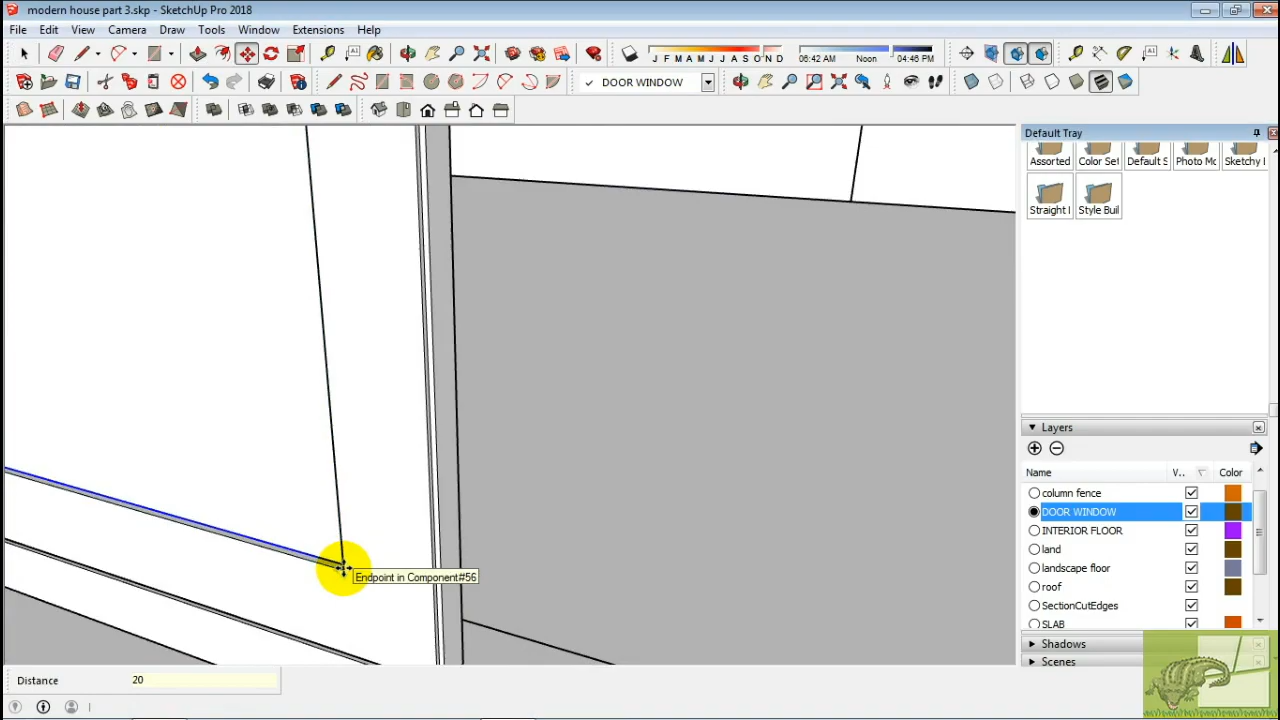 modern house part 3.skp - SketchUp Pro 2018
File Edit View Camera Draw Tools Window Extensions Help
J F M A M J J A S O N D
06:42 AM Noon 04:46 PM
DOOR WINDOW
Default Tray
Assorted Color Set Default S Photo Mo Sketchy I
Straight l Style Buil
Layers
Name V.. Color
column fence
DOOR WINDOW
INTERIOR FLOOR
land
landscape floor
roof
SectionCutEdges
SLAB
Shadows
Scenes
Endpoint in Component#56
Distance 20